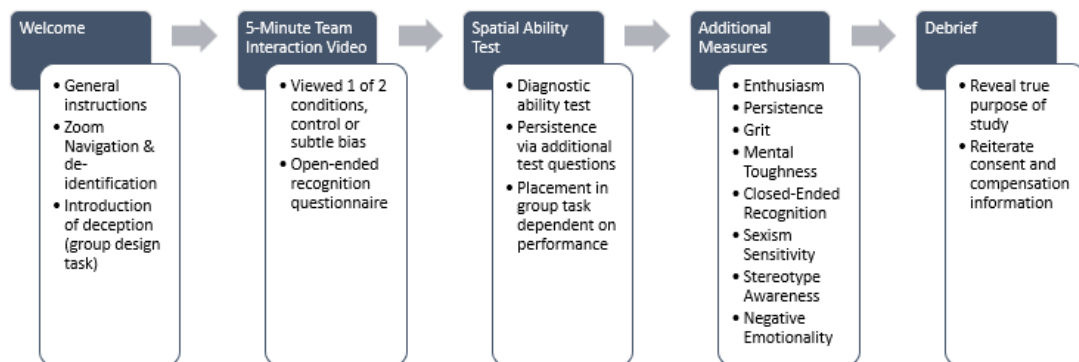 Welcome
• General
instructions
• Zoom
Navigation &
de-
identification
• Introduction
of deception
(group design
task)
5-Minute Team
Interaction Video
• Viewed 1 of 2
conditions,
control or
subtle bias
• Open-ended
recognition
questionnaire
Spatial Ability
Test
• Diagnostic
ability test
• Persistence
via additional
test questions
• Placement in
group task
dependent on
performance
Additional
Measures
• Enthusiasm
• Persistence
• Grit
• Mental
Toughness
• Closed-Ended
Recognition
• Sexism
Sensitivity
• Stereotype
Awareness
• Negative
Emotionality
Debrief
• Reveal true
purpose of
study
• Reiterate
consent and
compensation
information